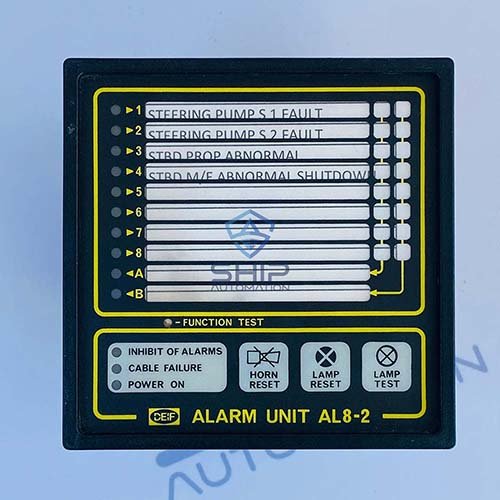 1 STEERING PUMP S 1 FAULT
2 STEERING PUMP S 2 FAULT
3 STBD PROP ABNORMAL
4 STBD M/E ABNORMAL SHUTDOWN
5
6
7
8
A
B
SHIP
AUTOMATION
- FUNCTION TEST
INHIBIT OF ALARMS
CABLE FAILURE
POWER ON
HORN
RESET
LAMP
RESET
LAMP
TEST
DEIF ALARM UNIT AL8-2